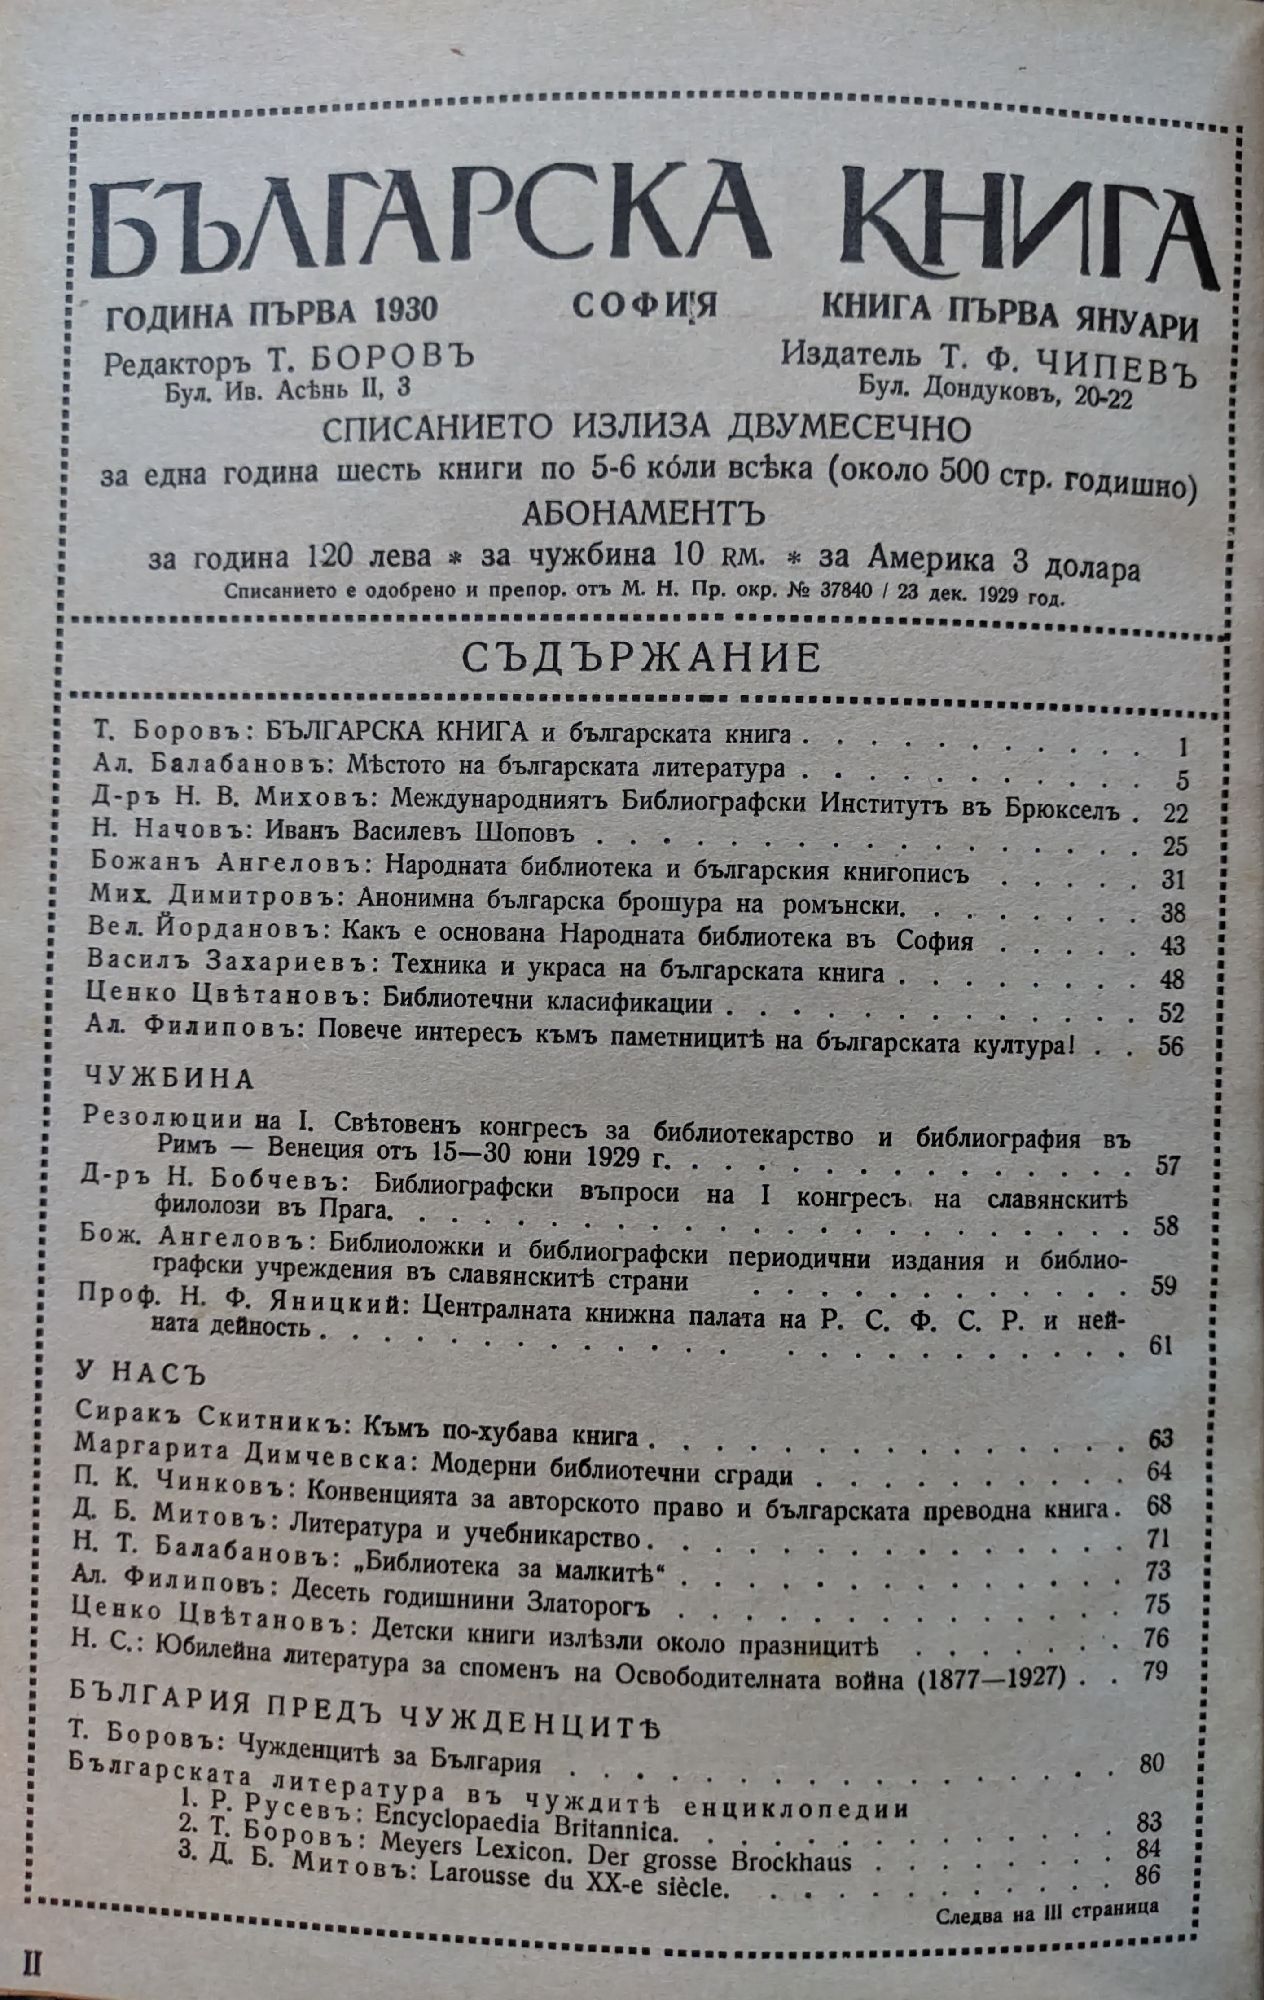 БЪЛГАРСКА КНИГА
ГОДИНА ПЪРВА 1930 СОФИЯ КНИГА ПЪРВА ЯНУАРИ
Редакторъ Т. БОРОВЪ Издатель Т. Ф. ЧИПЕВЪ
Бул. Ив. Асѣнь II, 3 Бул. Дондуковъ, 20-22
СПИСАНИЕТО ИЗЛИЗА ДВУМЕСЕЧНО
за една година шесть книги по 5-6 ко́ли всѣка (около 500 стр. годишно)
АБОНАМЕНТЪ
за година 120 лева * за чужбина 10 RM. * за Америка 3 долара
Списанието е одобрено и препор. отъ М. Н. Пр. окр. № 37840 / 23 дек. 1929 год.
СЪДЪРЖАНИЕ
Т. Боровъ: БЪЛГАРСКА КНИГА и българската книга . . . . . . . . . . 1
Ал. Балабановъ: Мѣстото на българската литература . . . . . . . . . . 5
Д-ръ Н. В. Миховъ: Международниятъ Библиографски Институтъ въ Брюкселъ . 22
Н. Начовъ: Иванъ Василевъ Шоповъ . . . . . . . . . . . . . . . . 25
Божанъ Ангеловъ: Народната библиотека и българския книгописъ . . . . . 31
Мих. Димитровъ: Анонимна българска брошура на ромънски. . . . . . . . 38
Вел. Йордановъ: Какъ е основана Народната библиотека въ София . . . . . 43
Василъ Захариевъ: Техника и украса на българската книга . . . . . . . . 48
Ценко Цвѣтановъ: Библиотечни класификации . . . . . . . . . . . . . 52
Ал. Филиповъ: Повече интересъ къмъ паметницитѣ на българската култура! . . 56
ЧУЖБИНА
Резолюции на I. Свѣтовенъ конгресъ за библиотекарство и библиография въ
Римъ — Венеция отъ 15—30 юни 1929 г. . . . . . . . . . . . . . . 57
Д-ръ Н. Бобчевъ: Библиографски въпроси на I конгресъ на славянскитѣ
филолози въ Прага. . . . . . . . . . . . . . . . . . . . . . 58
Бож. Ангеловъ: Библиоложки и библиографски периодични издания и библио-
графски учреждения въ славянскитѣ страни . . . . . . . . . . . . 59
Проф. Н. Ф. Яницкий: Централната книжна палата на Р. С. Ф. С. Р. и ней-
ната дейность . . . . . . . . . . . . . . . . . . . . . . . 61
У НАСЪ
Сиракъ Скитникъ: Къмъ по-хубава книга . . . . . . . . . . . . . . . 63
Маргарита Димчевска: Модерни библиотечни сгради . . . . . . . . . . 64
П. К. Чинковъ: Конвенцията за авторското право и българската преводна книга. 68
Д. Б. Митовъ: Литература и учебникарство. . . . . . . . . . . . . . . 71
Н. Т. Балабановъ: „Библиотека за малкитѣ“ . . . . . . . . . . . . . . 73
Ал. Филиповъ: Десеть годишнини Златорогъ . . . . . . . . . . . . . . 75
Ценко Цвѣтановъ: Детски книги излѣзли около празницитѣ . . . . . . . 76
Н. С.: Юбилейна литература за споменъ на Освободителната война (1877—1927) . . 79
БЪЛГАРИЯ ПРЕДЪ ЧУЖДЕНЦИТѢ
Т. Боровъ: Чужденцитѣ за България . . . . . . . . . . . . . . . . . 80
Българската литература въ чуждитѣ енциклопедии
1. Р. Русевъ: Encyclopaedia Britannica. . . . . . . . . . . . . . . 83
2. Т. Боровъ: Meyers Lexicon. Der grosse Brockhaus . . . . . . . . 84
3. Д. Б. Митовъ: Larousse du XX-e siècle. . . . . . . . . . . . . . 86
Следва на III страница
II